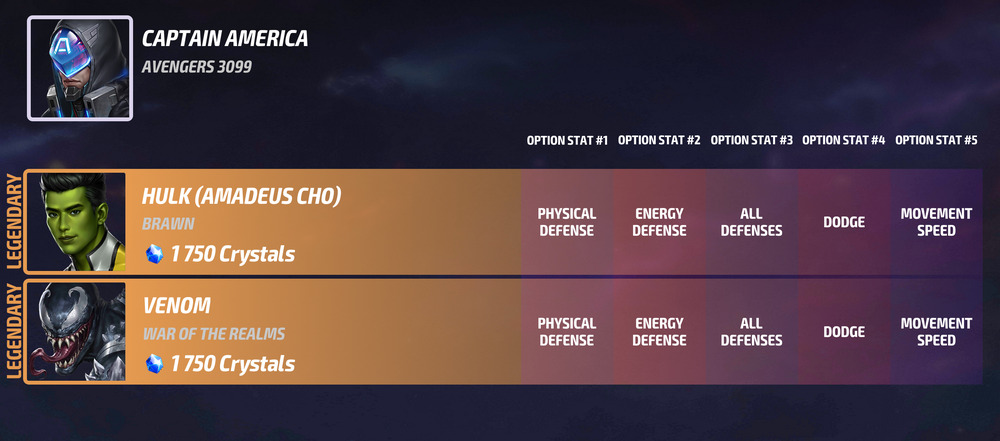 CAPTAIN AMERICA
AVENGERS 3099
OPTION STAT #1 OPTION STAT #2 OPTION STAT #3 OPTION STAT #4 OPTION STAT #5
LEGENDARY
HULK (AMADEUS CHO)
BRAWN
1 750 Crystals
PHYSICAL
DEFENSE
ENERGY
DEFENSE
ALL
DEFENSES
DODGE
MOVEMENT
SPEED
LEGENDARY
VENOM
WAR OF THE REALMS
1 750 Crystals
PHYSICAL
DEFENSE
ENERGY
DEFENSE
ALL
DEFENSES
DODGE
MOVEMENT
SPEED